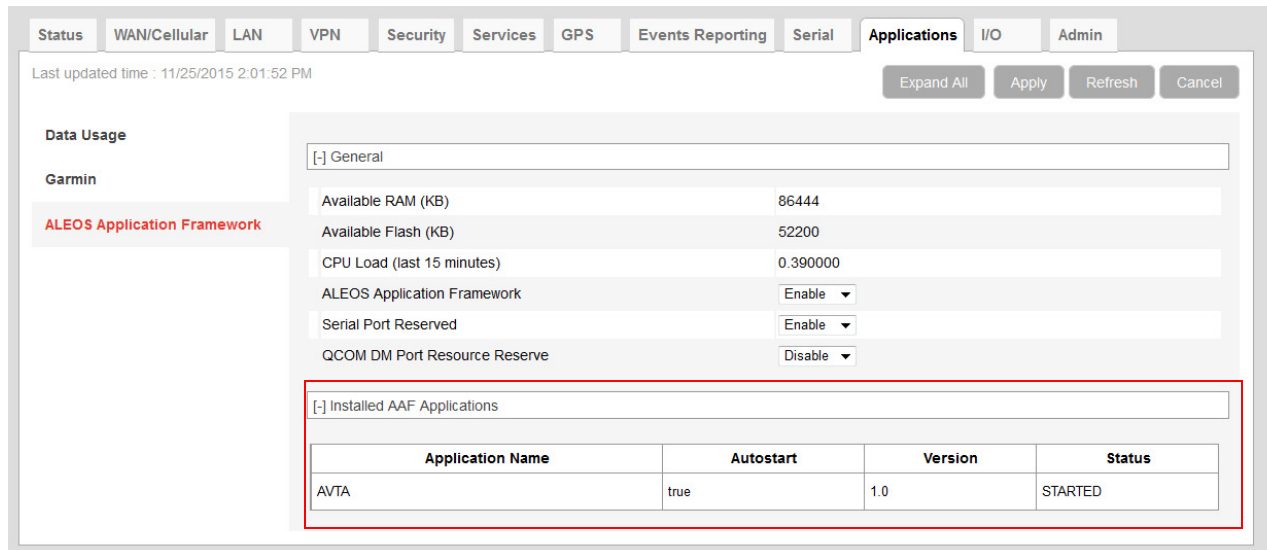 Status WAN/Cellular LAN VPN Security Services GPS Events Reporting Serial Applications I/O Admin
Last updated time : 11/25/2015 2:01:52 PM
Expand All Apply Refresh Cancel
Data Usage
Garmin
ALEOS Application Framework
[-] General
Available RAM (KB) 86444
Available Flash (KB) 52200
CPU Load (last 15 minutes) 0.390000
ALEOS Application Framework Enable
Serial Port Reserved Enable
QCOM DM Port Resource Reserve Disable
[-] Installed AAF Applications
Application Name Autostart Version Status
AVTA true 1.0 STARTED